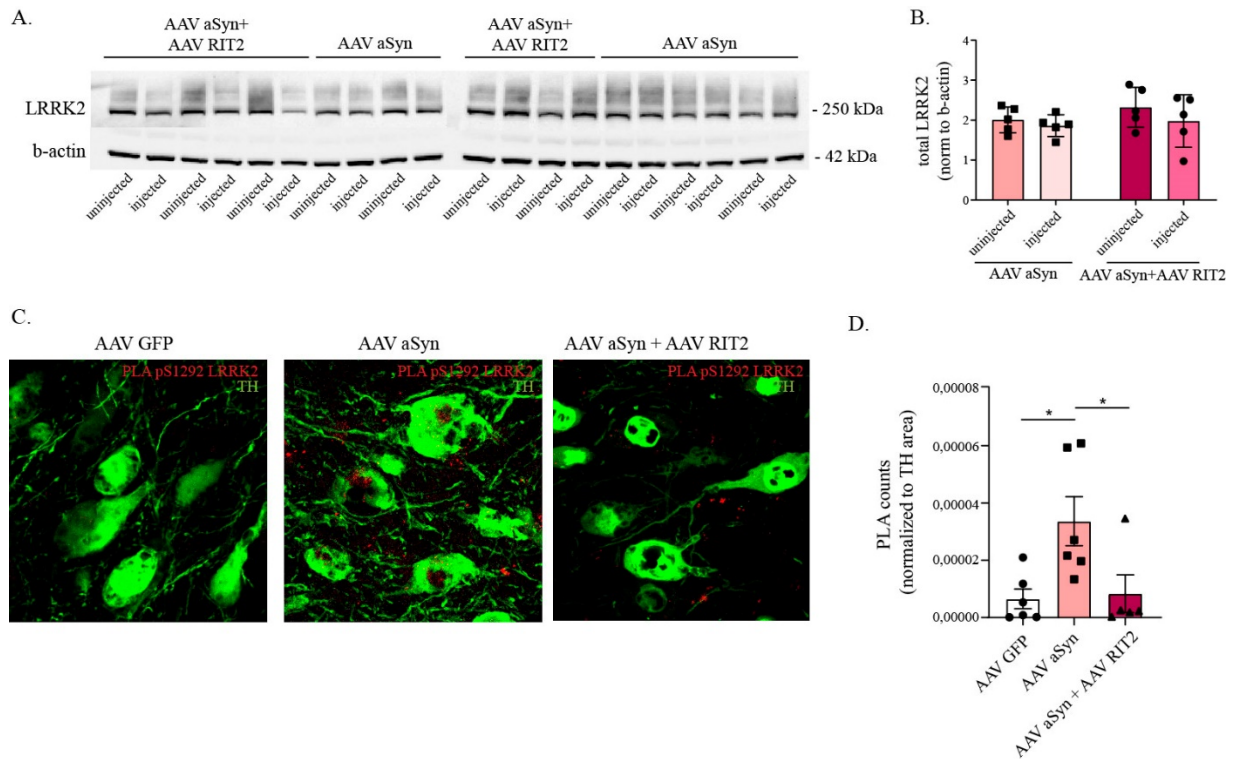 A.
AAV aSyn+
AAV RIT2
AAV aSyn
AAV aSyn+
AAV RIT2
AAV aSyn
LRRK2
- 250 kDa
b-actin
- 42 kDa
uninjected
injected
uninjected
injected
uninjected
injected
uninjected
injected
uninjected
injected
uninjected
injected
uninjected
injected
uninjected
injected
uninjected
injected
uninjected
injected
B.
total LRRK2
(norm to b-actin)
4
3
2
1
0
uninjected
injected
uninjected
injected
AAV aSyn
AAV aSyn+AAV RIT2
C.
AAV GFP
AAV aSyn
AAV aSyn + AAV RIT2
PLA pS1292 LRRK2
TH
PLA pS1292 LRRK2
TH
PLA pS1292 LRRK2
TH
D.
PLA counts
(normalized to TH area)
0,00008
0,00006
0,00004
0,00002
0,00000
*
*
AAV GFP
AAV aSyn
AAV aSyn + AAV RIT2